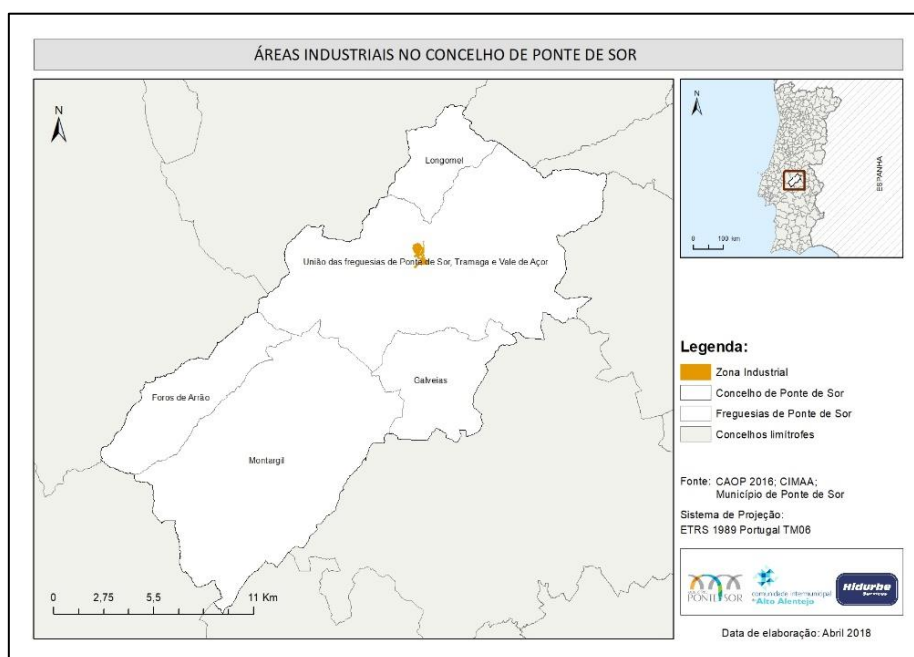 ÁREAS INDUSTRIAIS NO CONCELHO DE PONTE DE SOR
N
Longomel
União das freguesias de Ponte de Sor, Tramaga e Vale de Açor
Galveias
Foros de Arrão
Montargil
0 2,75 5,5 11 Km
N
ESPANHA
0 100 km
Legenda:
Zona Industrial
Concelho de Ponte de Sor
Freguesias de Ponte de Sor
Concelhos limítrofes
Fonte: CAOP 2016; CIMAA;
Município de Ponte de Sor
Sistema de Projeção:
ETRS 1989 Portugal TM06
PONTE SOR
comunidade intermunicipal
Alto Alentejo
Hidurbe
Serviços
Data de elaboração: Abril 2018